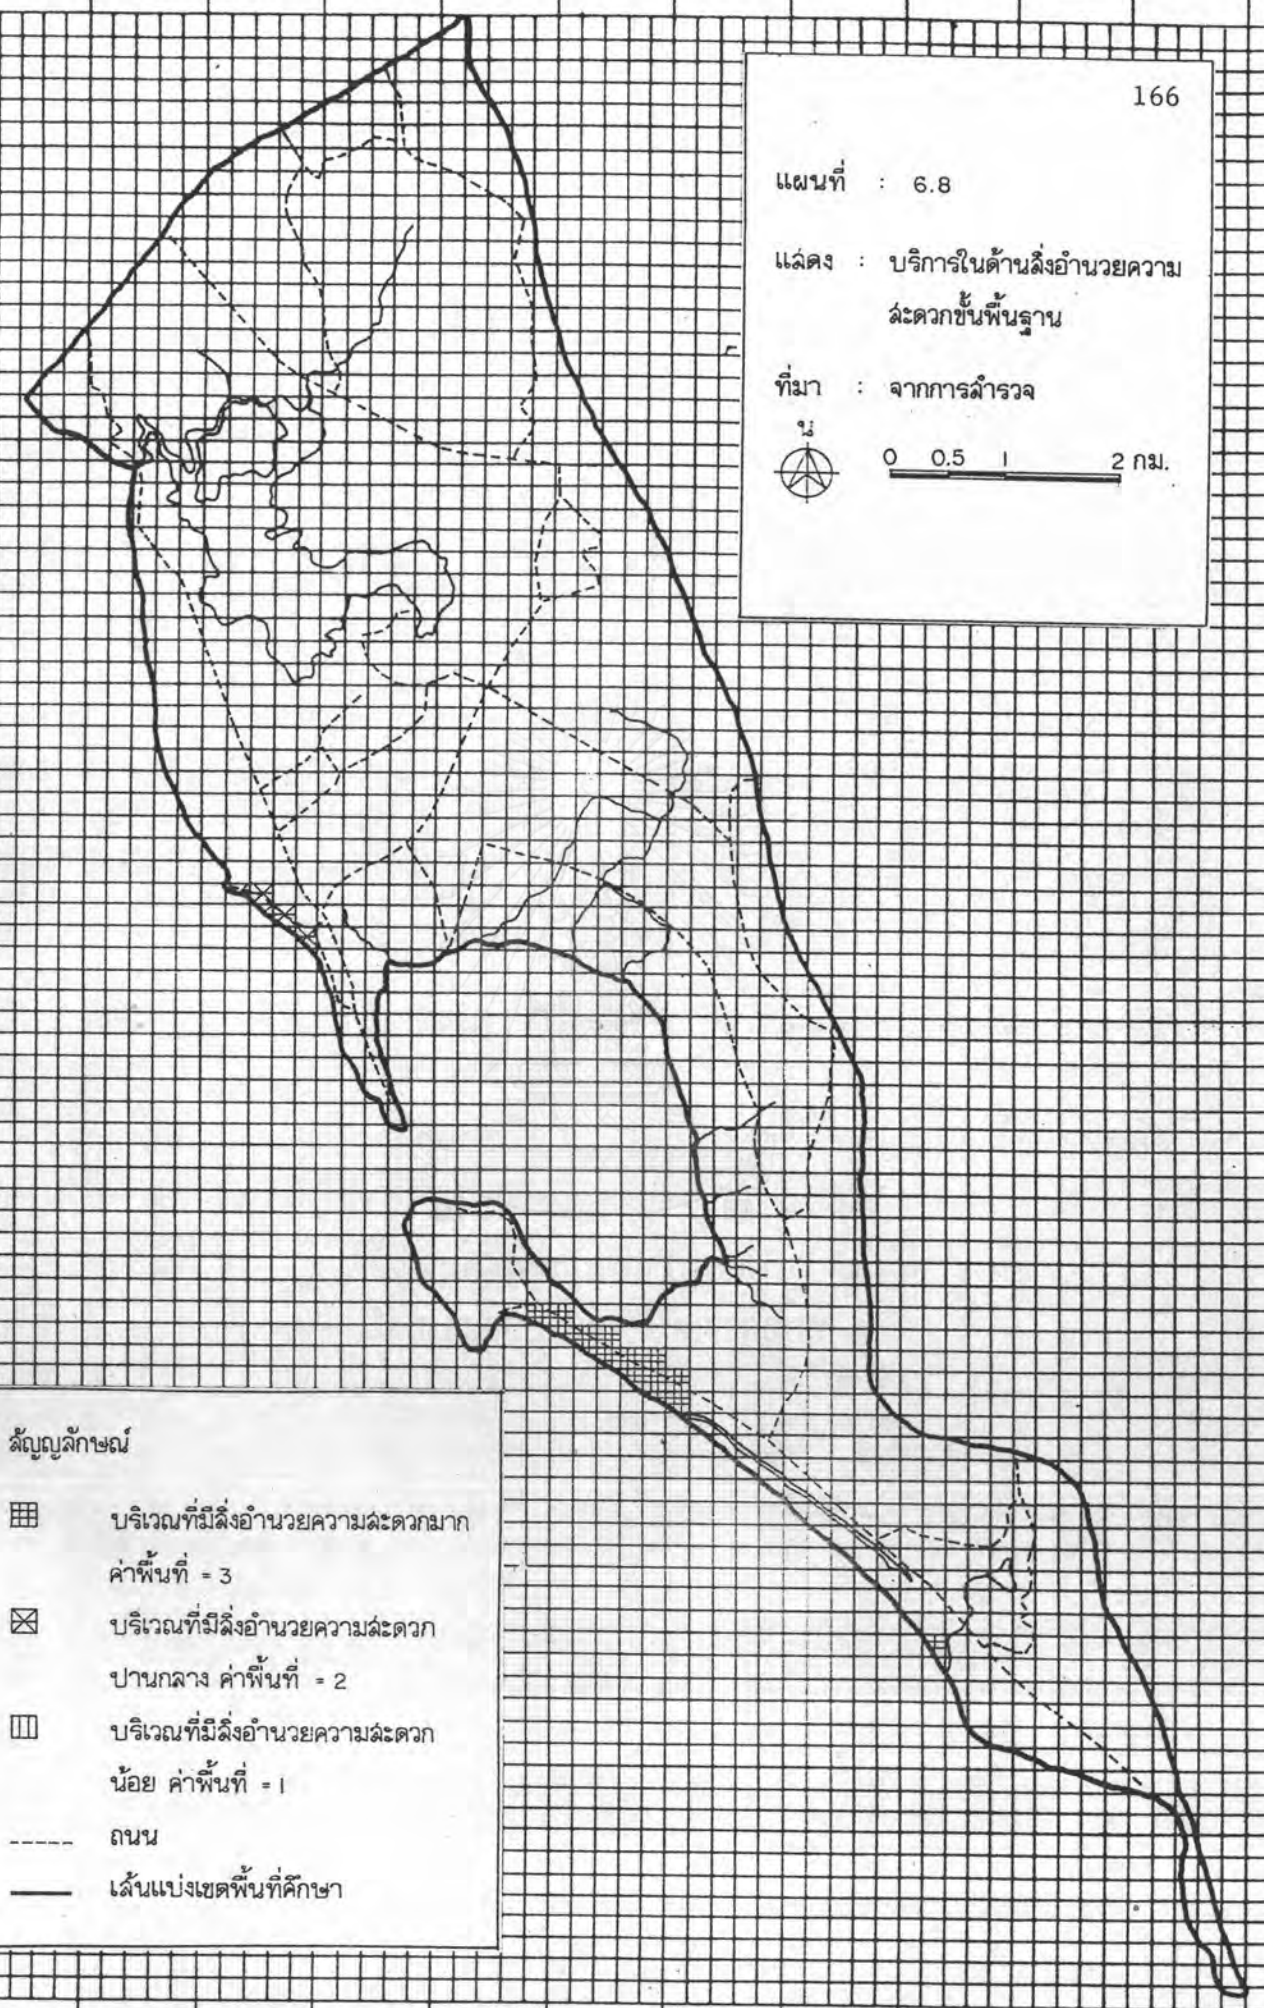 166
แผนที่ : 6.8
แสดง : บริการในด้านสิ่งอำนวยความ
สะดวกขั้นพื้นฐาน
ที่มา : จากการสำรวจ
น
0 0.5 1 2 กม.
สัญญลักษณ์
บริเวณที่มีสิ่งอำนวยความสะดวกมาก
ค่าพื้นที่ = 3
บริเวณที่มีสิ่งอำนวยความสะดวก
ปานกลาง ค่าพื้นที่ = 2
บริเวณที่มีสิ่งอำนวยความสะดวก
น้อย ค่าพื้นที่ = 1
ถนน
เส้นแบ่งเขตพื้นที่ศึกษา